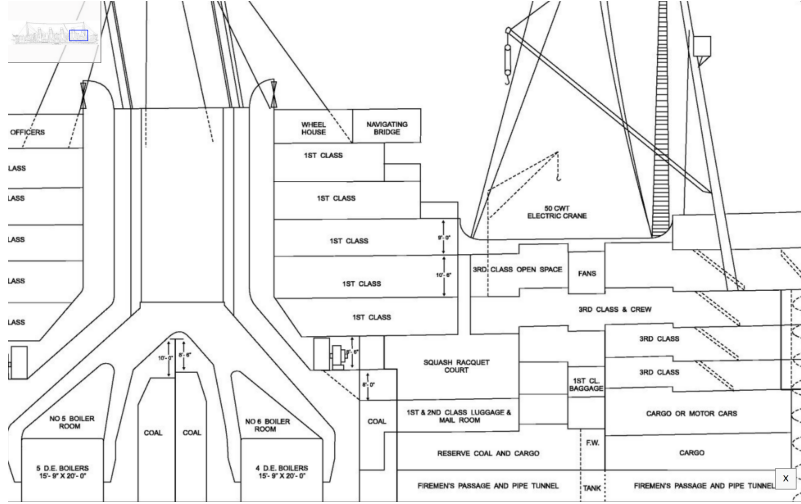 OFFICERS
WHEEL
HOUSE
NAVIGATING
BRIDGE
1ST CLASS
LASS
1ST CLASS
LASS
50 CWT
ELECTRIC CRANE
1ST CLASS
8'- 0"
LASS
3RD CLASS OPEN SPACE
FANS
10'- 6"
1ST CLASS
LASS
3RD CLASS & CREW
1ST CLASS
LASS
3RD CLASS
10'- 0"
8'- 6"
SQUASH RACQUET
COURT
3RD CLASS
8'- 0"
1ST CL.
BAGGAGE
NO 5 BOILER
ROOM
NO 6 BOILER
ROOM
COAL
COAL
COAL
1ST & 2ND CLASS LUGGAGE &
MAIL ROOM
CARGO OR MOTOR CARS
F.W.
RESERVE COAL AND CARGO
CARGO
5 D.E. BOILERS
15'- 9" X 20'- 0"
4 D.E. BOILERS
15'- 9" X 20'- 0"
FIREMEN'S PASSAGE AND PIPE TUNNEL
TANK
FIREMEN'S PASSAGE AND PIPE TUNNEL
X